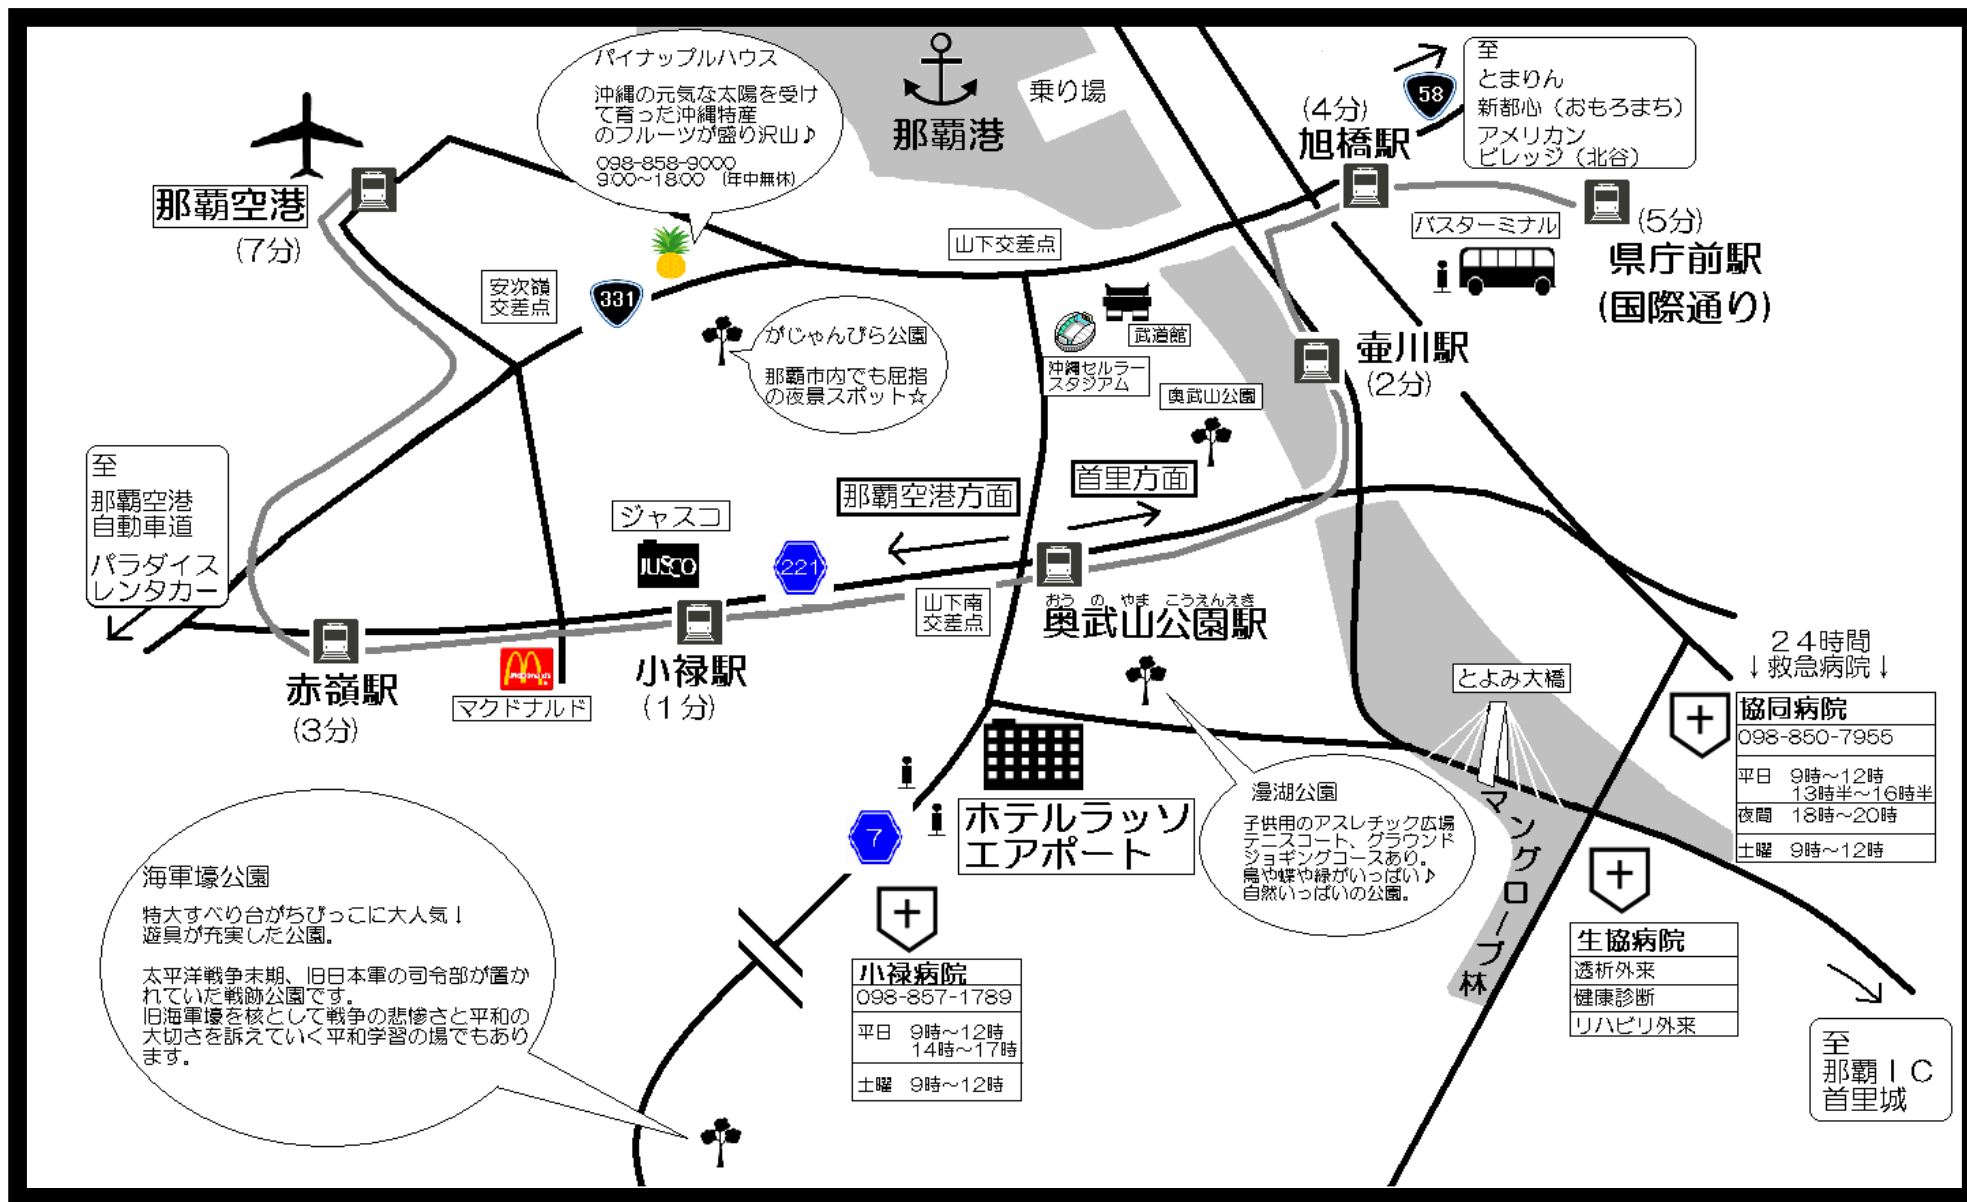 パイナップルハウス
沖縄の元気な太陽を受け
て育った沖縄特産
のフルーツが盛り沢山♪
098-858-9000
9:00～18:00 (年中無休)
那覇港
乗り場
58
至
とまりん
新都心（おもろまち）
アメリカン
ビレッジ（北谷）
(4分)
旭橋駅
那覇空港
(7分)
バスターミナル
(5分)
県庁前駅
(国際通り)
山下交差点
安次嶺
交差点
331
武道館
沖縄セルラー
スタジアム
壷川駅
(2分)
がじゃんびら公園
那覇市内でも屈指
の夜景スポット☆
奥武山公園
至
那覇空港
自動車道
パラダイス
レンタカー
首里方面
那覇空港方面
ジャスコ
JUSCO
221
山下南
交差点
おうのやまこうえんえき
奥武山公園駅
赤嶺駅
(3分)
McDonald's
マクドナルド
小禄駅
(1分)
とよみ大橋
24時間
↓救急病院↓
協同病院
098-850-7955
平日 9時～12時
13時半～16時半
夜間 18時～20時
土曜 9時～12時
ホテルラッソ
エアポート
7
漫湖公園
子供用のアスレチック広場
テニスコート、グラウンド
ジョギングコースあり。
鳥や蝶や緑がいっぱい♪
自然いっぱいの公園。
マングローブ林
海軍壕公園
特大すべり台がちびっこに大人気！
遊具が充実した公園。
太平洋戦争末期、旧日本軍の司令部が置か
れていた戦跡公園です。
旧海軍壕を核として戦争の悲惨さと平和の
大切さを訴えていく平和学習の場でもあり
ます。
小禄病院
098-857-1789
平日 9時～12時
14時～17時
土曜 9時～12時
生協病院
透析外来
健康診断
リハビリ外来
至
那覇IC
首里城